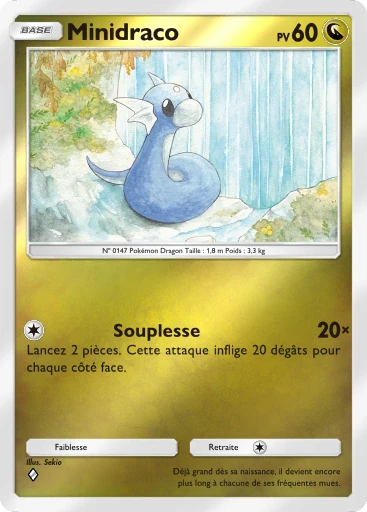 BASE
Minidraco
PV 60
N° 0147 Pokémon Dragon Taille : 1,8 m Poids : 3,3 kg
Souplesse 20×
Lancez 2 pièces. Cette attaque inflige 20 dégâts pour
chaque côté face.
Faiblesse
Retraite
Illus. Sekio
Déjà grand dès sa naissance, il devient encore
plus long à chacune de ses fréquentes mues.